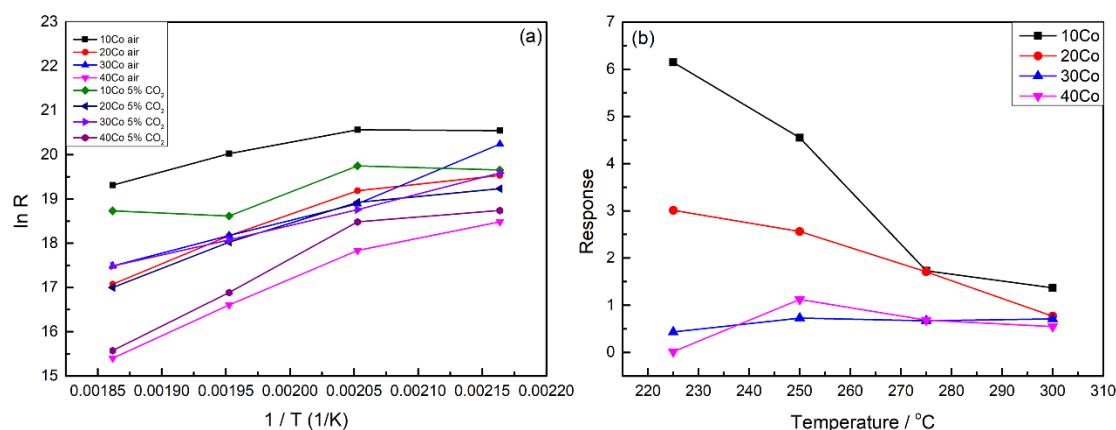 (a)
10Co air
20Co air
30Co air
40Co air
10Co 5% CO₂
20Co 5% CO₂
30Co 5% CO₂
40Co 5% CO₂
23
22
21
20
19
18
17
16
15
ln R
0.00185 0.00190 0.00195 0.00200 0.00205 0.00210 0.00215 0.00220
1 / T (1/K)
(b)
10Co
20Co
30Co
40Co
7
6
5
4
3
2
1
0
Response
220 230 240 250 260 270 280 290 300 310
Temperature / °C